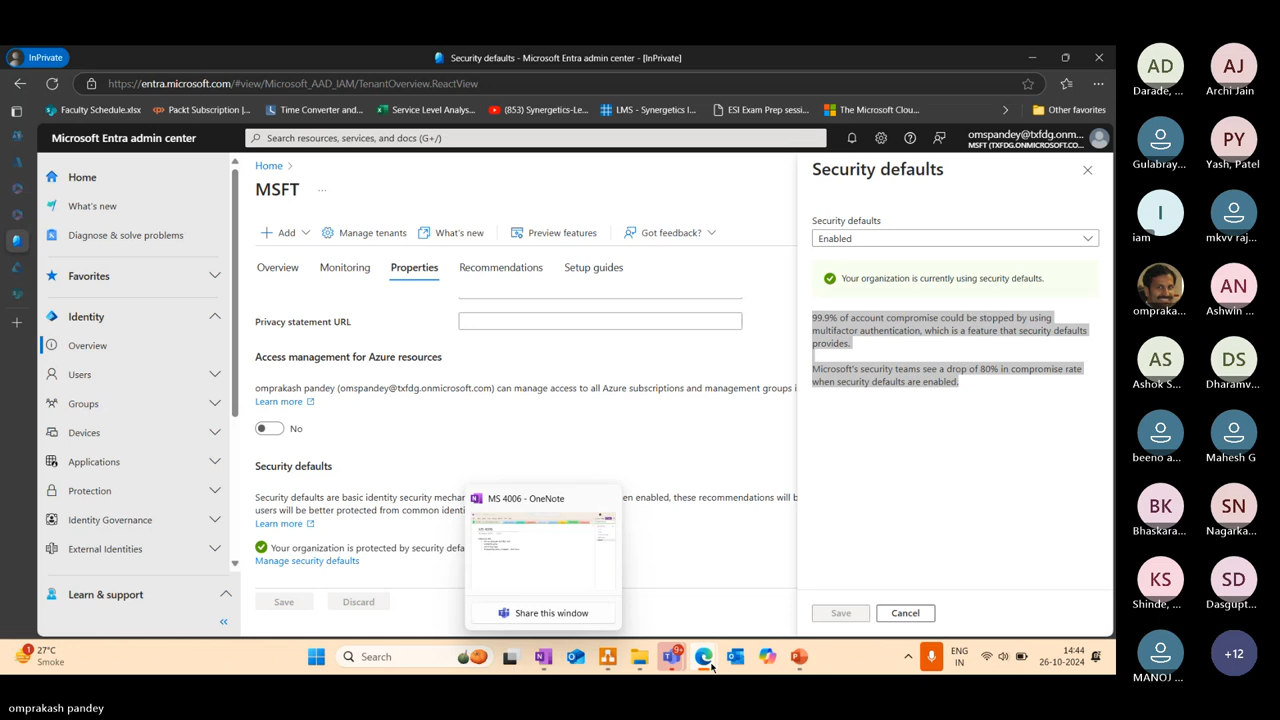 InPrivate
Security defaults - Microsoft Entra admin center - [InPrivate]
https://entra.microsoft.com/#view/Microsoft_AAD_IAM/TenantOverview.ReactView
Faculty Schedule.xlsx
Packt Subscription |...
Time Converter and...
Service Level Analys...
(853) Synergetics-Le...
LMS - Synergetics I...
ESI Exam Prep sessi...
The Microsoft Clou...
Other favorites
Microsoft Entra admin center
Search resources, services, and docs (G+/)
omspandey@txfdg.onm...
MSFT (TXFDG.ONMICROSOFT.CO...
Home
What's new
Diagnose & solve problems
Favorites
Identity
Overview
Users
Groups
Devices
Applications
Protection
Identity Governance
External Identities
Learn & support
Home
MSFT
...
Add
Manage tenants
What's new
Preview features
Got feedback?
Overview
Monitoring
Properties
Recommendations
Setup guides
Privacy statement URL
Access management for Azure resources
omprakash pandey (omspandey@txfdg.onmicrosoft.com) can manage access to all Azure subscriptions and management groups i
Learn more
No
Security defaults
Security defaults are basic identity security mechar
en enabled, these recommendations will b
users will be better protected from common identi
Learn more
Your organization is protected by security defa
Manage security defaults
Save
Discard
MS 4006 - OneNote
Share this window
Security defaults
Security defaults
Enabled
Your organization is currently using security defaults.
99.9% of account compromise could be stopped by using
multifactor authentication, which is a feature that security defaults
provides.
Microsoft's security teams see a drop of 80% in compromise rate
when security defaults are enabled.
Save
Cancel
1
27°C
Smoke
Search
9+
ENG
IN
14:44
26-10-2024
AD
Darade, ...
AJ
Archi Jain
Gulabray...
PY
Yash, Patel
I
iam
mkvv raj...
ompraka...
AN
Ashwin ...
AS
Ashok S...
DS
Dharamv...
beeno a...
Mahesh G
BK
Bhaskara...
SN
Nagarka...
KS
Shinde, ...
SD
Dasgupt...
MANOJ ...
+12
omprakash pandey